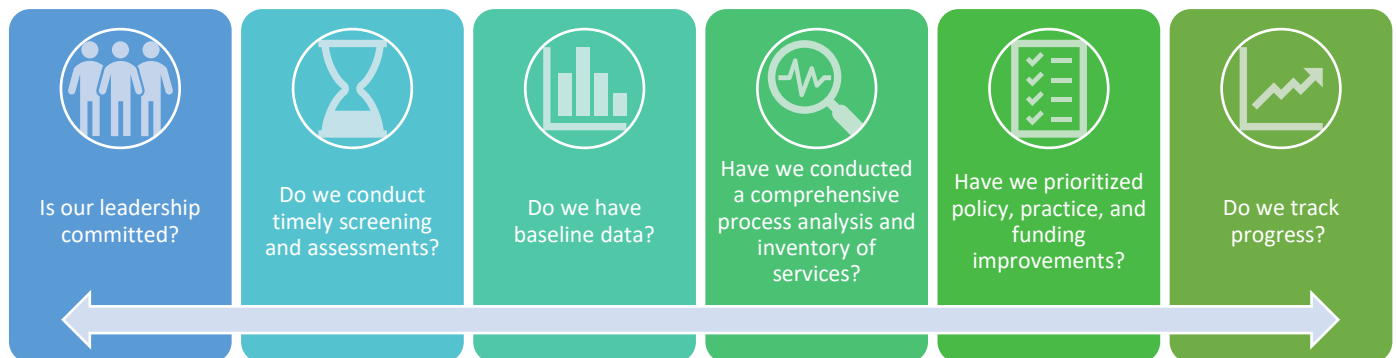 Is our leadership
committed?
Do we conduct
timely screening
and assessments?
Do we have
baseline data?
Have we conducted
a comprehensive
process analysis and
inventory of
services?
Have we prioritized
policy, practice, and
funding
improvements?
Do we track
progress?